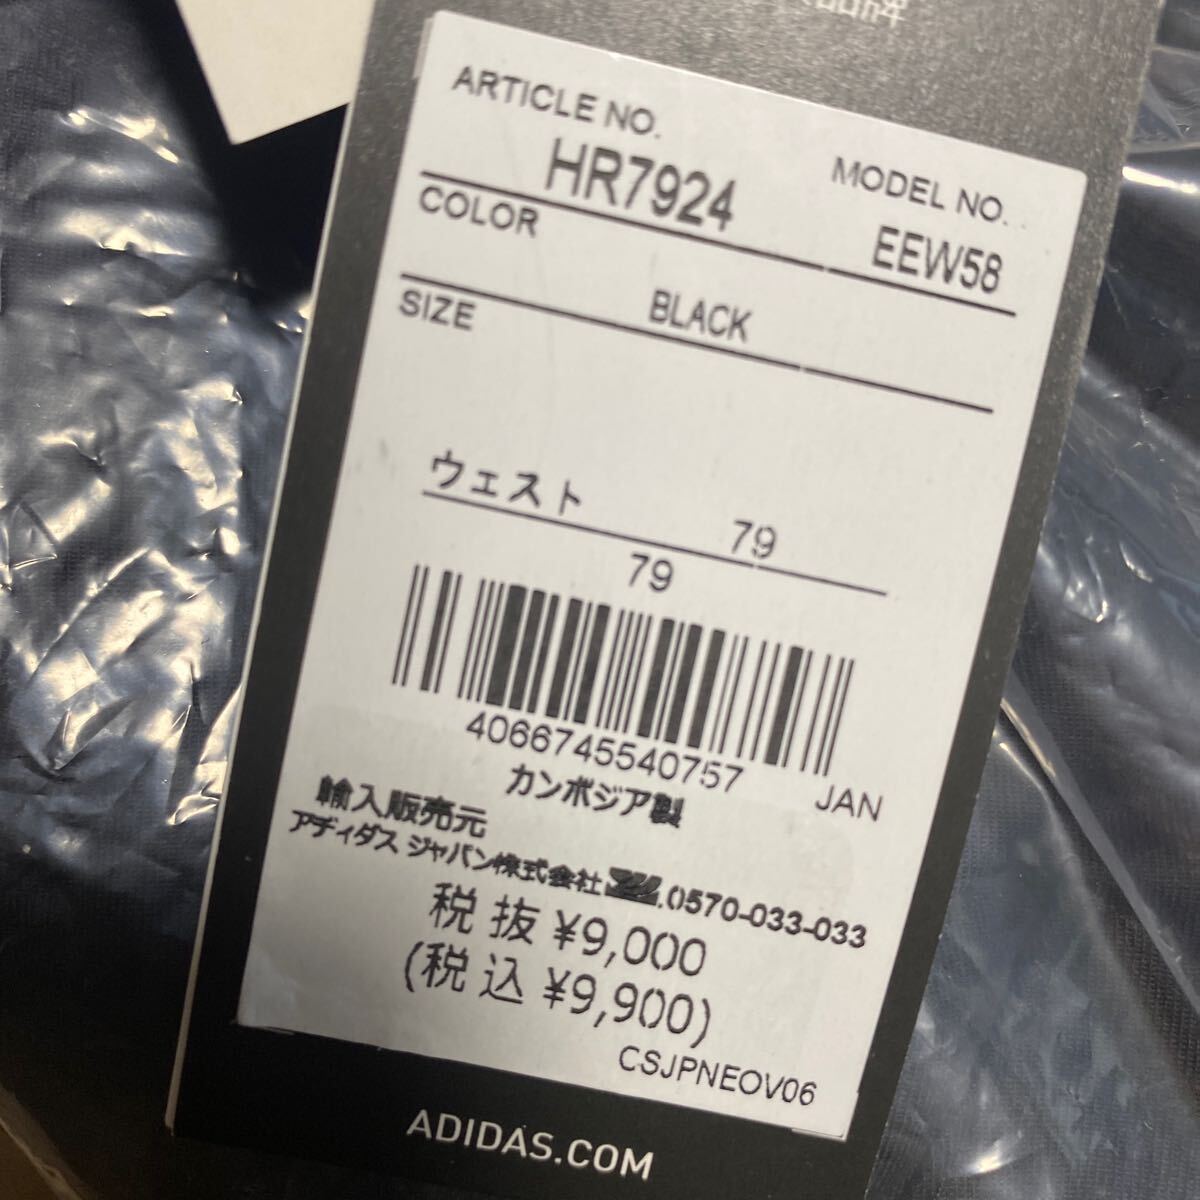 ARTICLE NO.
HR7924
MODEL NO.
EEW58
COLOR
BLACK
SIZE
ウェスト 79
79
4066745540757
JAN
カンボジア製
輸入販売元
アディダス ジャパン株式会社 0570-033-033
税抜 ¥9,000
(税込 ¥9,900)
CSJPNEOV06
ADIDAS.COM